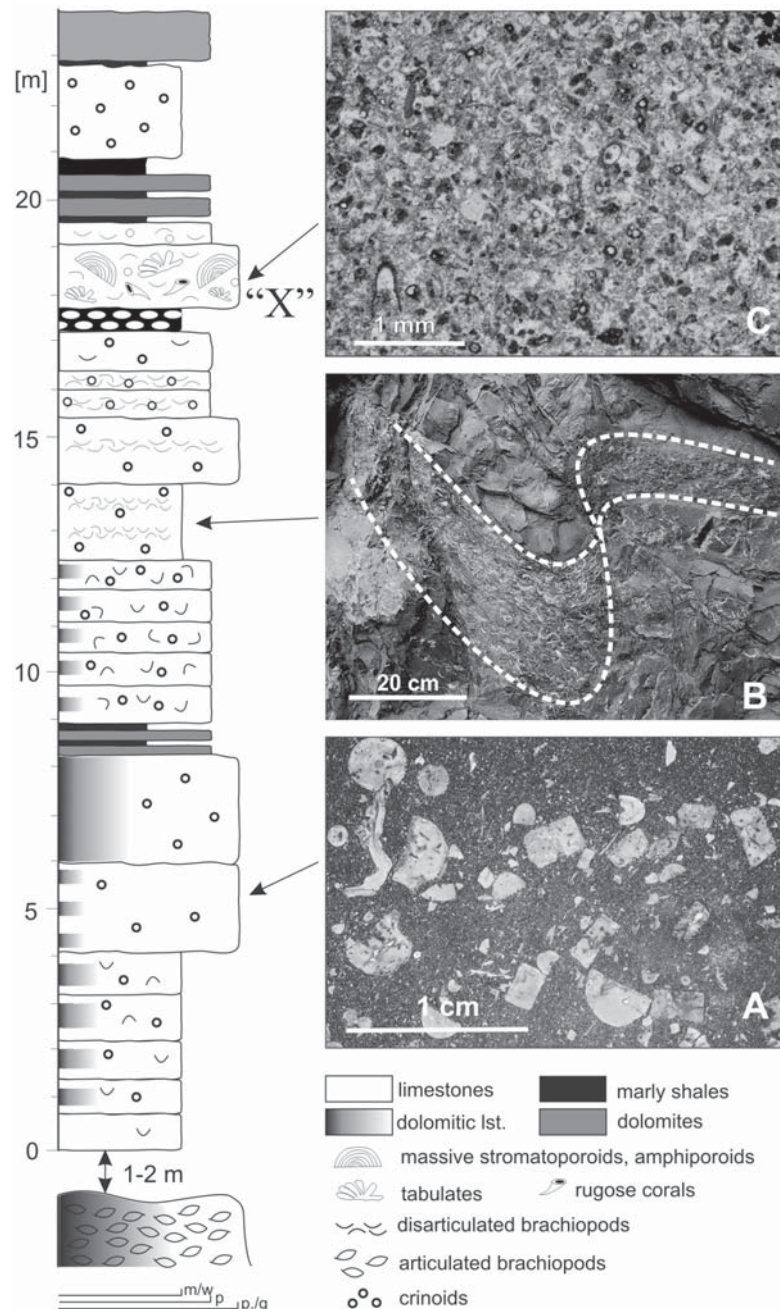 [m]
20
15
10
5
0
1-2 m
m/w
p
p./g
"X"
1 mm
C
20 cm
B
1 cm
A
limestones
marly shales
dolomitic lst.
dolomites
massive stromatoporoids, amphiporoids
tabulates
rugose corals
disarticulated brachiopods
articulated brachiopods
crinoids